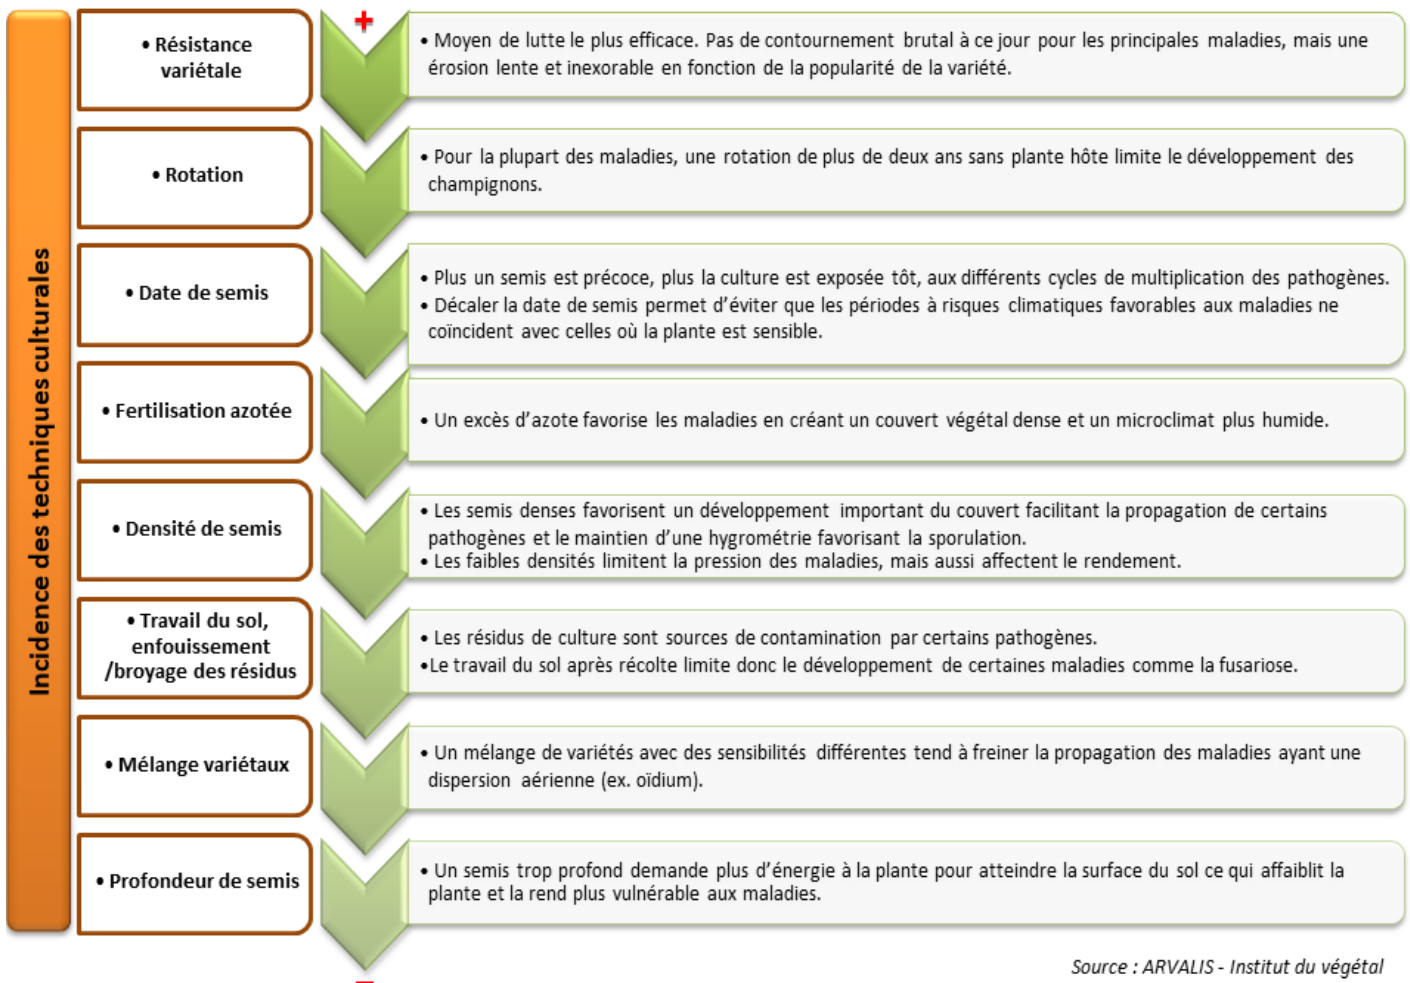 Incidence des techniques culturales
+
• Résistance
variétale
• Moyen de lutte le plus efficace. Pas de contournement brutal à ce jour pour les principales maladies, mais une
érosion lente et inexorable en fonction de la popularité de la variété.
• Rotation
• Pour la plupart des maladies, une rotation de plus de deux ans sans plante hôte limite le développement des
champignons.
• Date de semis
• Plus un semis est précoce, plus la culture est exposée tôt, aux différents cycles de multiplication des pathogènes.
• Décaler la date de semis permet d'éviter que les périodes à risques climatiques favorables aux maladies ne
coïncident avec celles où la plante est sensible.
• Fertilisation azotée
• Un excès d'azote favorise les maladies en créant un couvert végétal dense et un microclimat plus humide.
• Densité de semis
• Les semis denses favorisent un développement important du couvert facilitant la propagation de certains
pathogènes et le maintien d'une hygrométrie favorisant la sporulation.
• Les faibles densités limitent la pression des maladies, mais aussi affectent le rendement.
• Travail du sol,
enfouissement
/broyage des résidus
• Les résidus de culture sont sources de contamination par certains pathogènes.
•Le travail du sol après récolte limite donc le développement de certaines maladies comme la fusariose.
• Mélange variétaux
• Un mélange de variétés avec des sensibilités différentes tend à freiner la propagation des maladies ayant une
dispersion aérienne (ex. oïdium).
• Profondeur de semis
• Un semis trop profond demande plus d'énergie à la plante pour atteindre la surface du sol ce qui affaiblit la
plante et la rend plus vulnérable aux maladies.
–
Source : ARVALIS - Institut du végétal